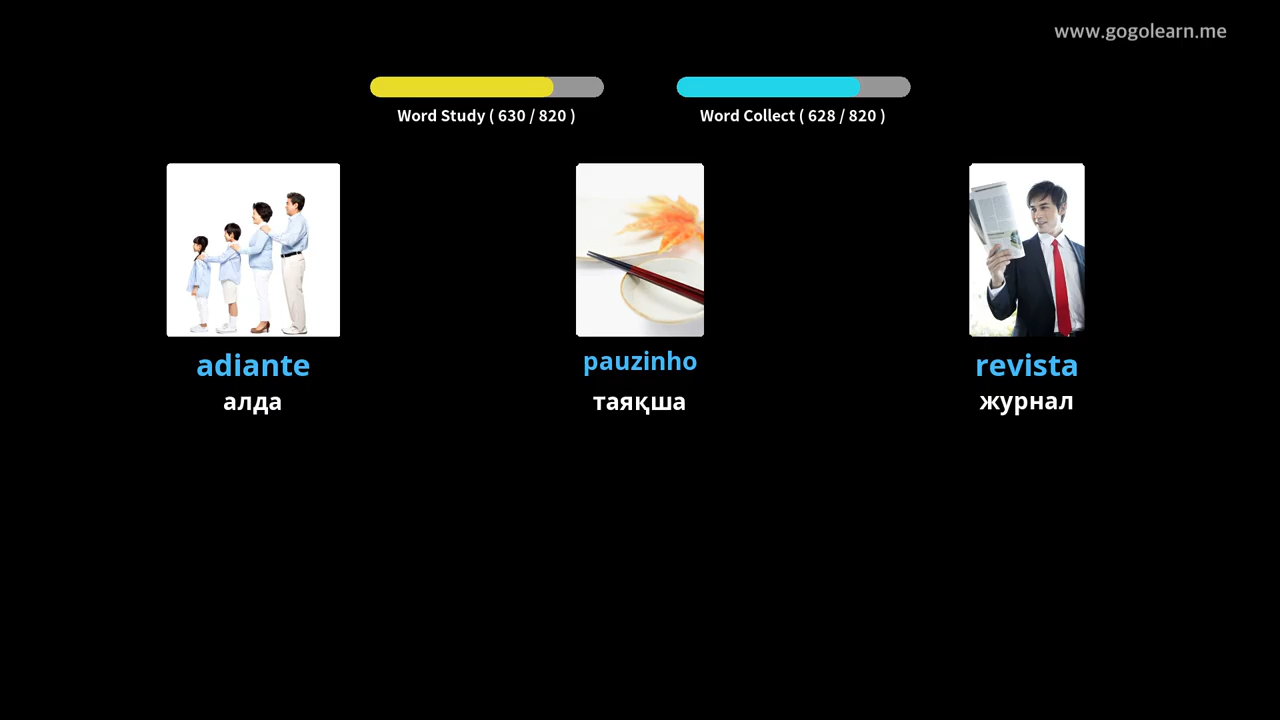 www.gogolearn.me
Word Study ( 630 / 820 )
Word Collect ( 628 / 820 )
adiante
алда
pauzinho
таяқша
revista
журнал